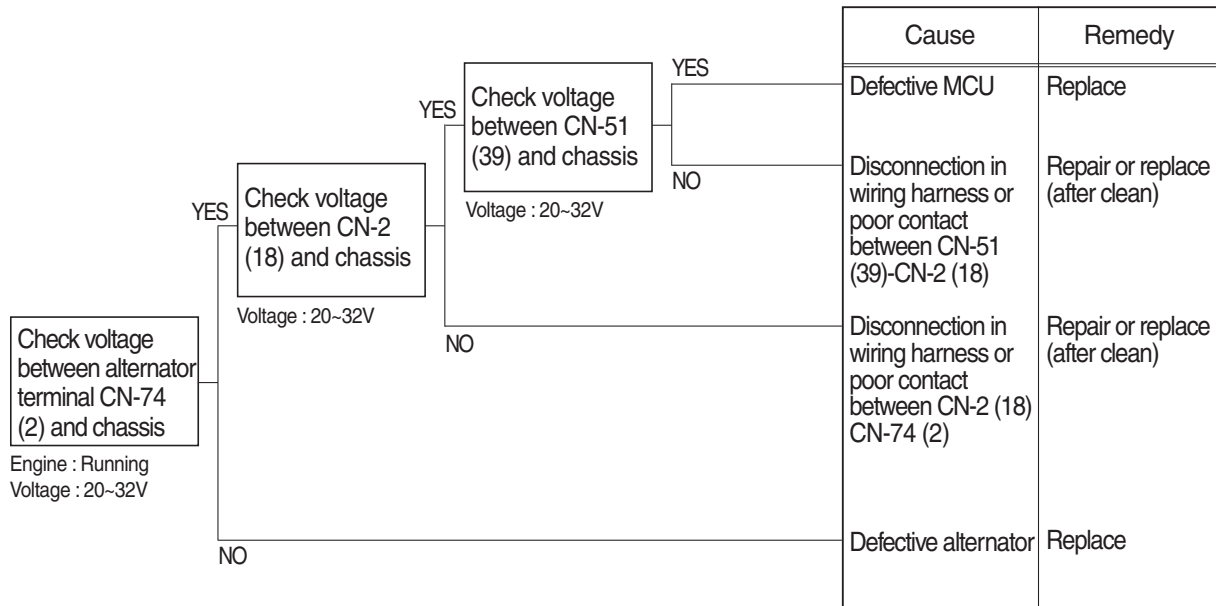 Cause
Remedy
YES
Defective MCU
Replace
YES
Check voltage
between CN-51
(39) and chassis
NO
Voltage : 20~32V
Disconnection in
wiring harness or
poor contact
between CN-51
(39)-CN-2 (18)
Repair or replace
(after clean)
YES
Check voltage
between CN-2
(18) and chassis
Voltage : 20~32V
NO
Disconnection in
wiring harness or
poor contact
between CN-2 (18)
CN-74 (2)
Repair or replace
(after clean)
Check voltage
between alternator
terminal CN-74
(2) and chassis
Engine : Running
Voltage : 20~32V
NO
Defective alternator
Replace